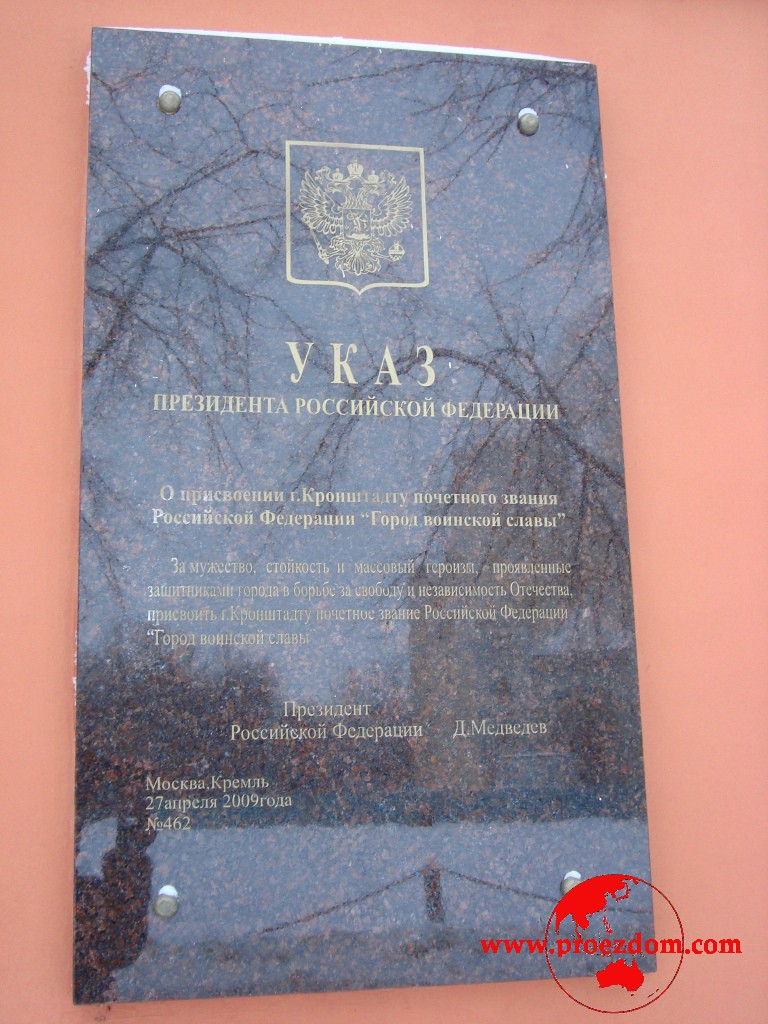 УКАЗ
ПРЕЗИДЕНТА РОССИЙСКОЙ ФЕДЕРАЦИИ
О присвоении г.Кронштадту почетного звания
Российской Федерации “Город воинской славы”
За мужество, стойкость и массовый героизы, проявленные
защитниками города в борьбе за свободу и независимость Отечества,
присвоить г.Кронштадту почетное звание Российской Федерации
“Город воинской славы”
Президент
Российской Федерации Д.Медведев
Москва,Кремль
27апреля 2009года
№462
www.proezdom.com